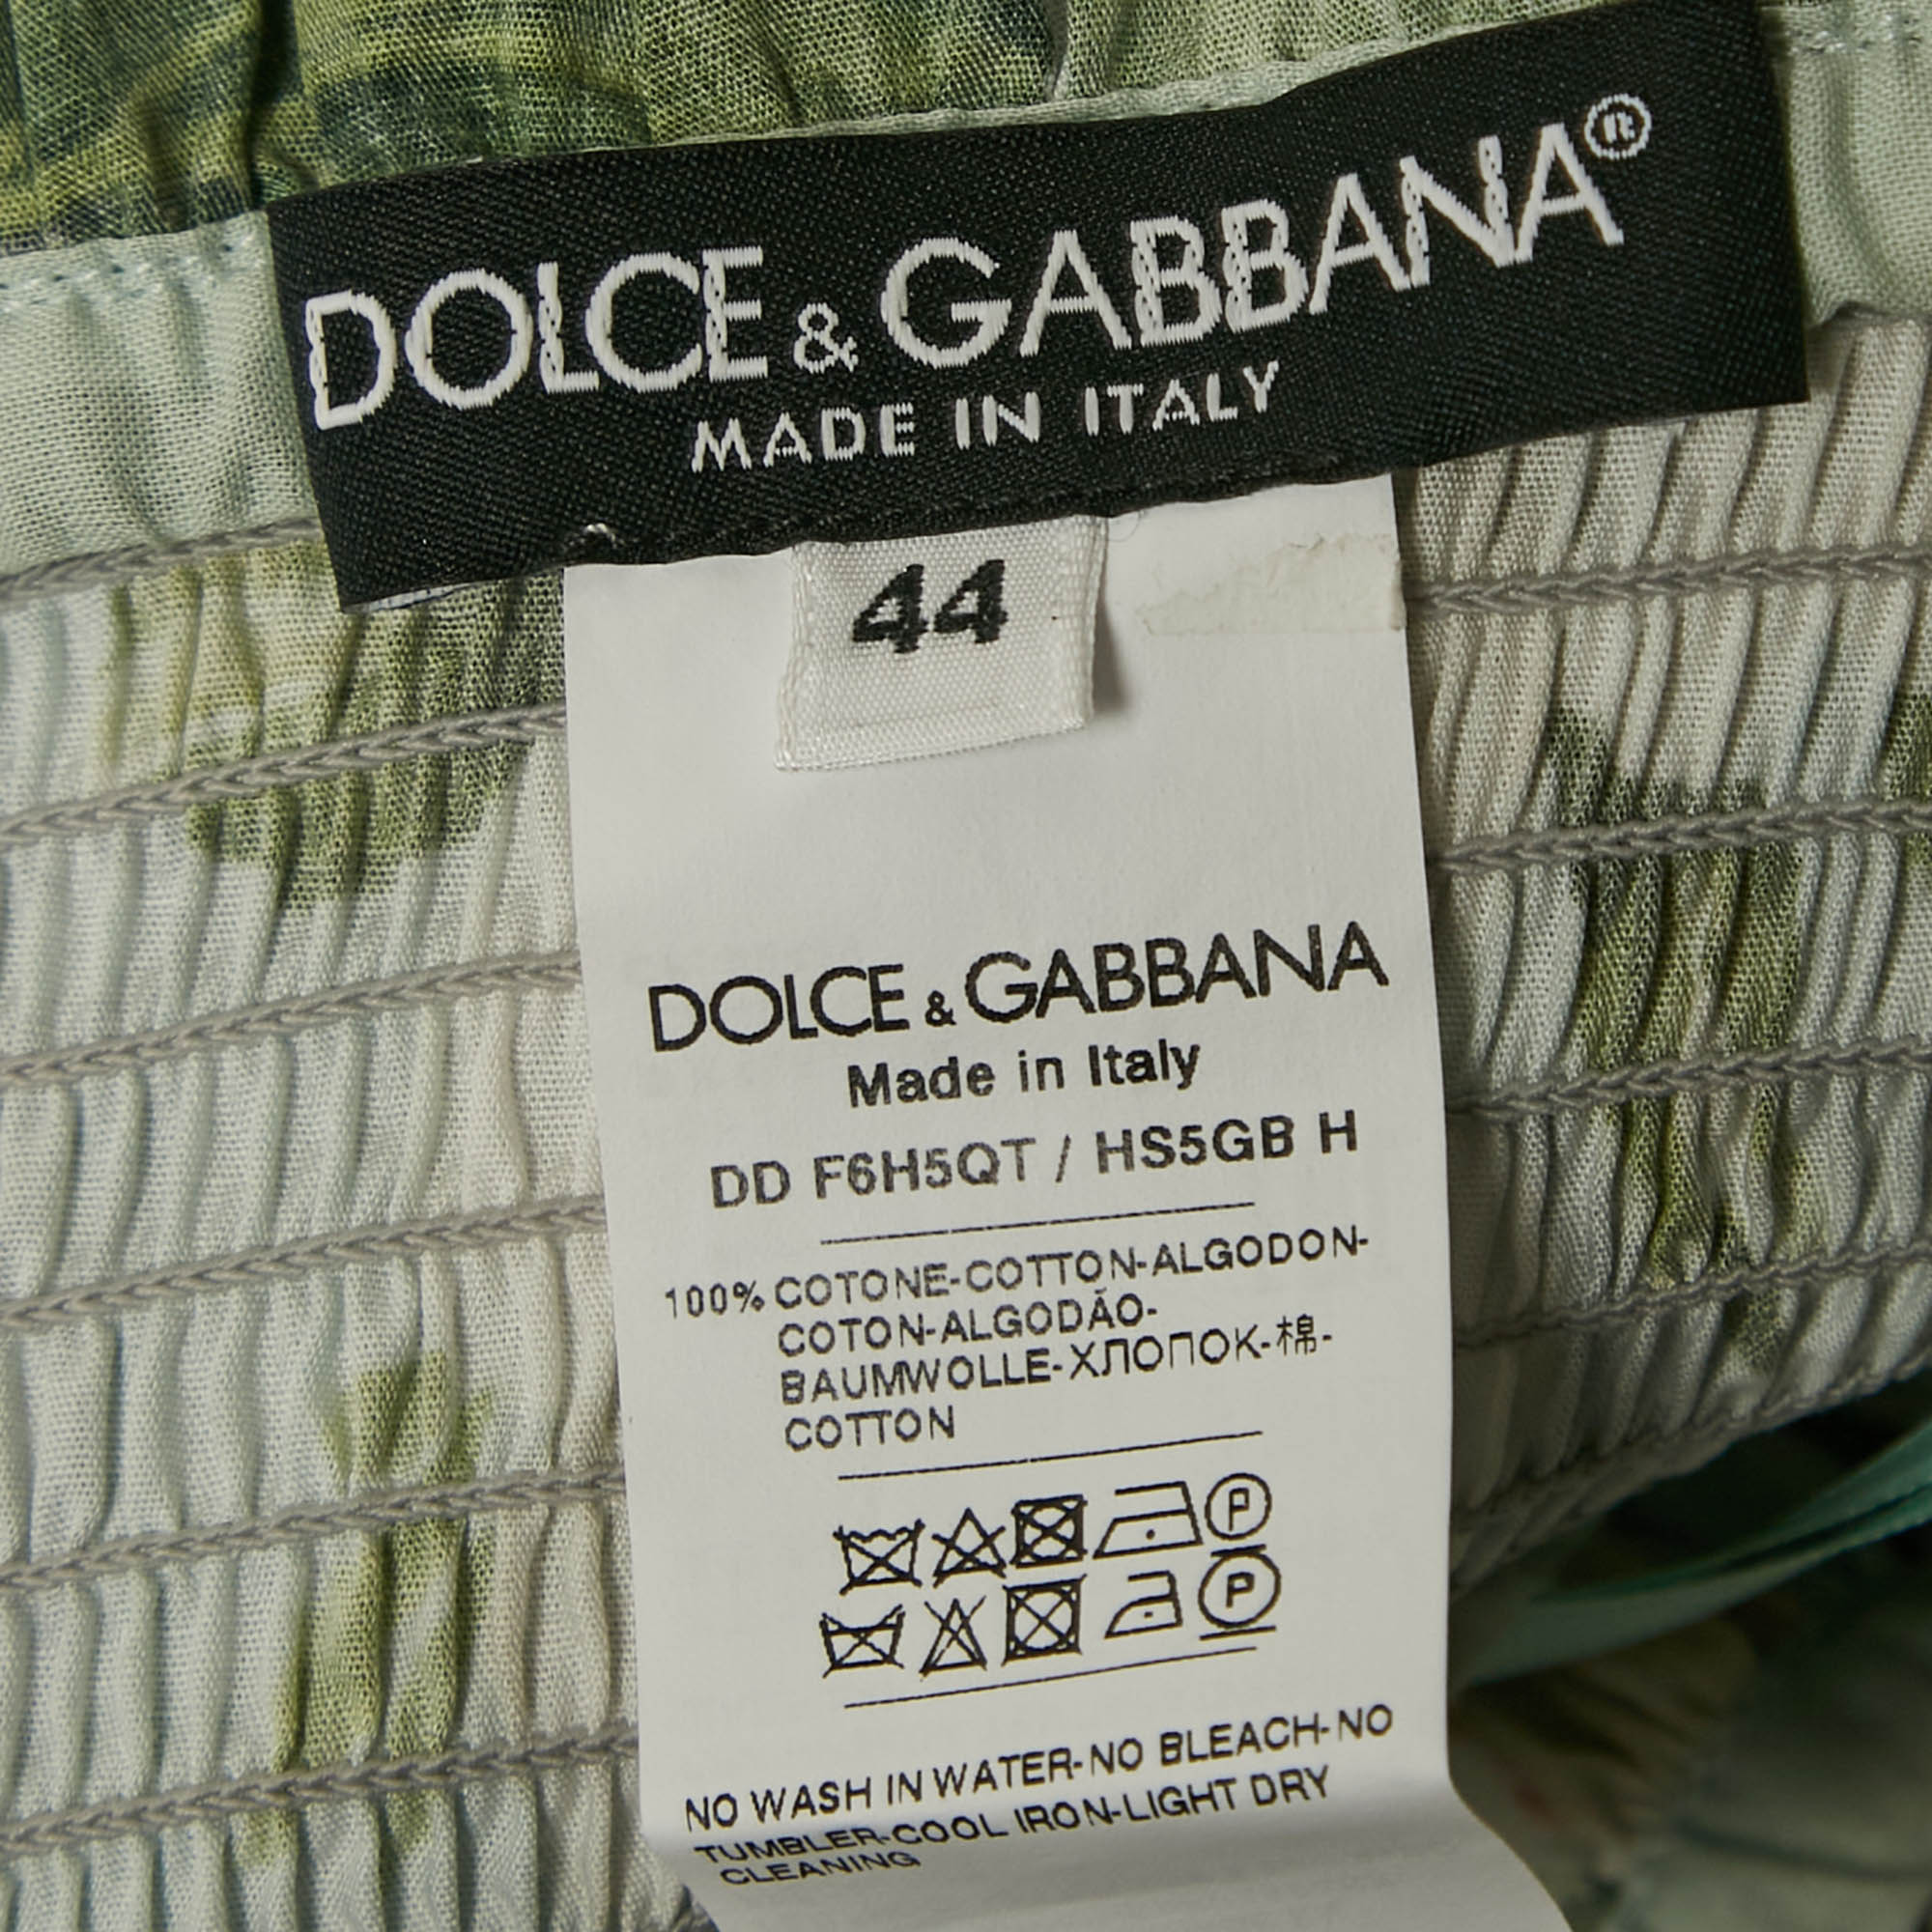 DOLCE & GABBANA®
MADE IN ITALY
44
DOLCE & GABBANA
Made in Italy
DD F6H5QT / HS5GB H
100% COTONE-COTTON-ALGODON-
COTON-ALGODÃO-
BAUMWOLLE-ХЛОПОК-棉-
COTTON
P
P
NO WASH IN WATER-NO BLEACH-NO
TUMBLER-COOL IRON-LIGHT DRY
CLEANING